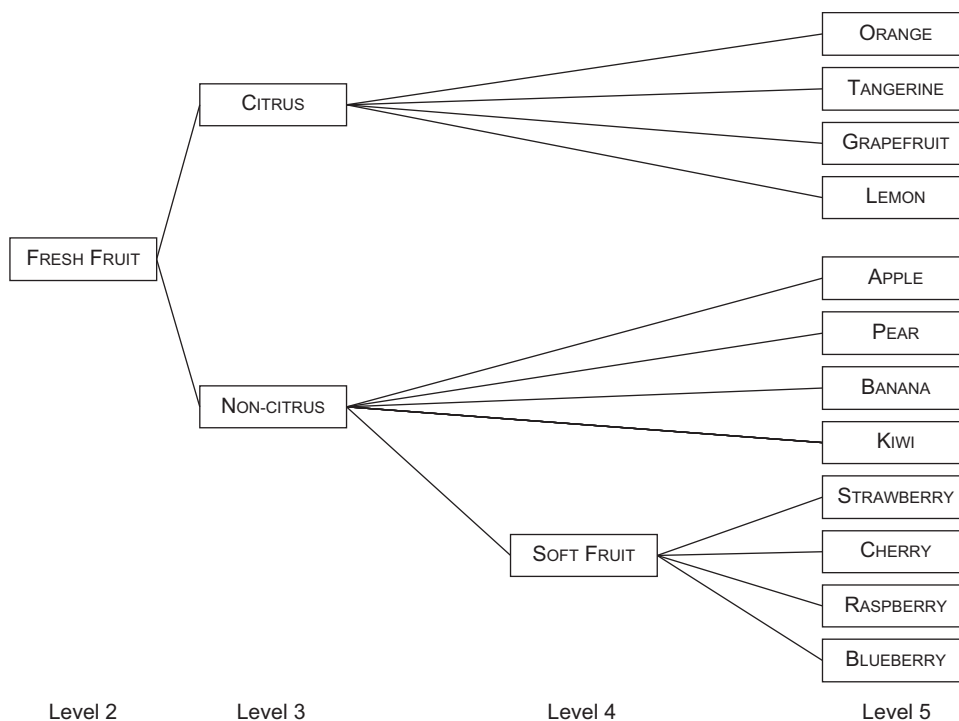 ORANGE
CITRUS
TANGERINE
GRAPEFRUIT
LEMON
FRESH FRUIT
APPLE
PEAR
BANANA
NON-CITRUS
KIWI
STRAWBERRY
SOFT FRUIT
CHERRY
RASPBERRY
BLUEBERRY
Level 2 Level 3 Level 4 Level 5